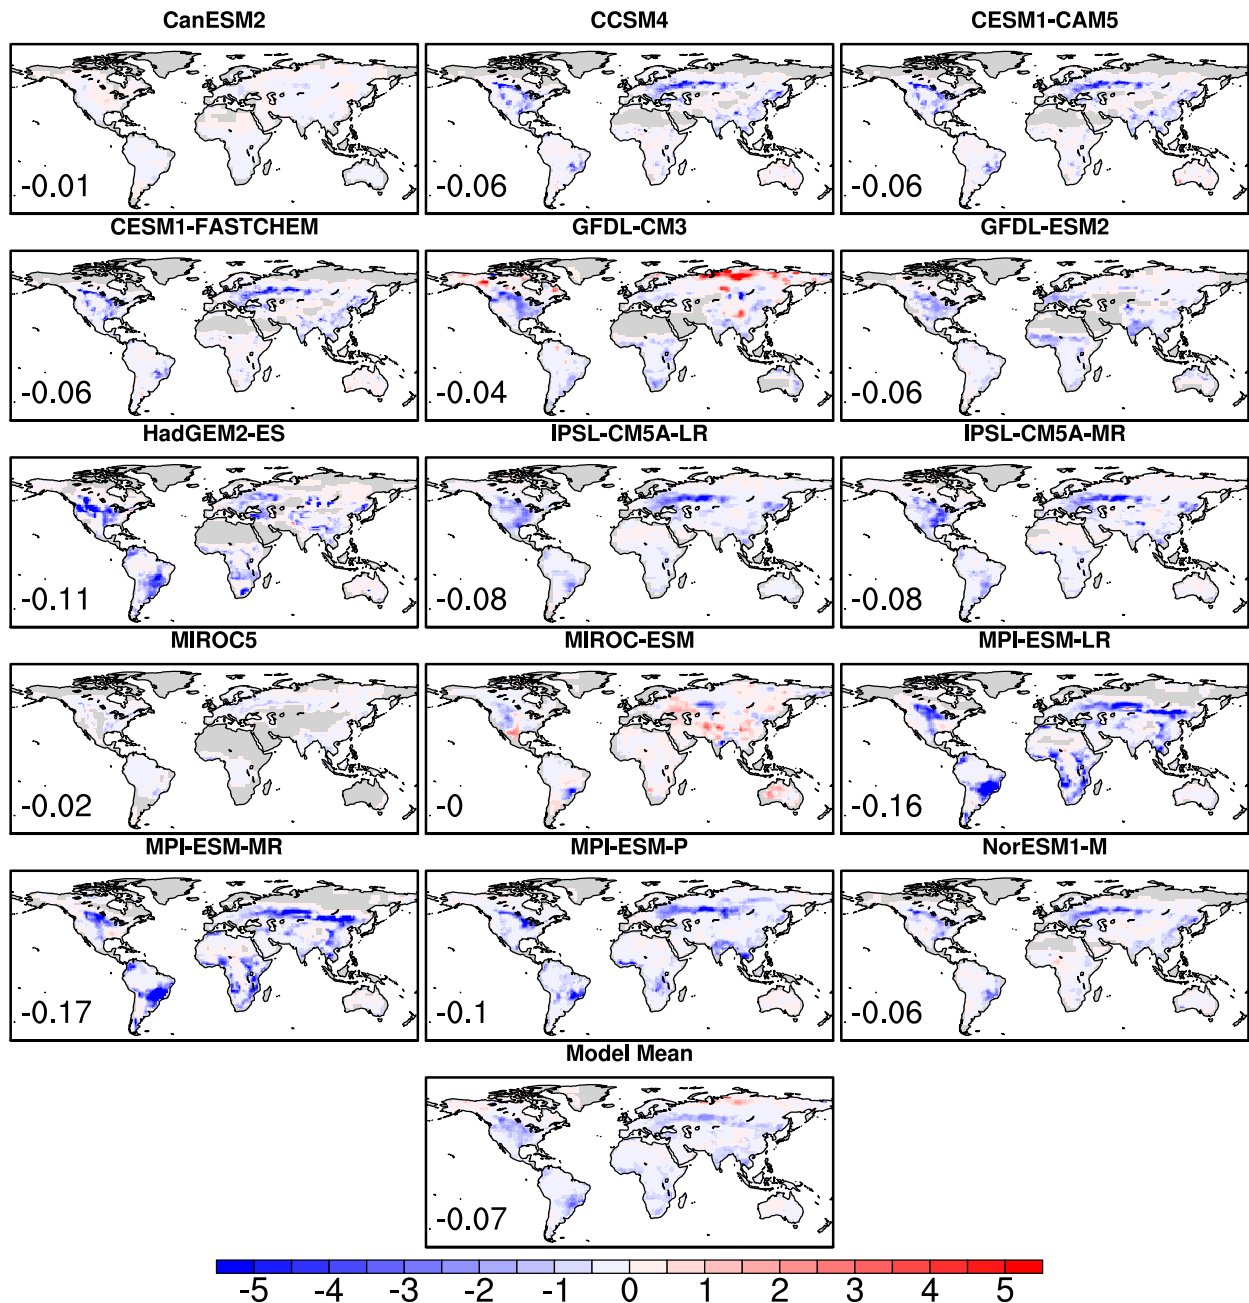 CanESM2 CCSM4 CESM1-CAM5
-0.01 -0.06 -0.06
CESM1-FASTCHEM GFDL-CM3 GFDL-ESM2
-0.06 -0.04 -0.06
HadGEM2-ES IPSL-CM5A-LR IPSL-CM5A-MR
-0.11 -0.08 -0.08
MIROC5 MIROC-ESM MPI-ESM-LR
-0.02 -0 -0.16
MPI-ESM-MR MPI-ESM-P NorESM1-M
-0.17 -0.1 -0.06
Model Mean
-0.07
-5 -4 -3 -2 -1 0 1 2 3 4 5